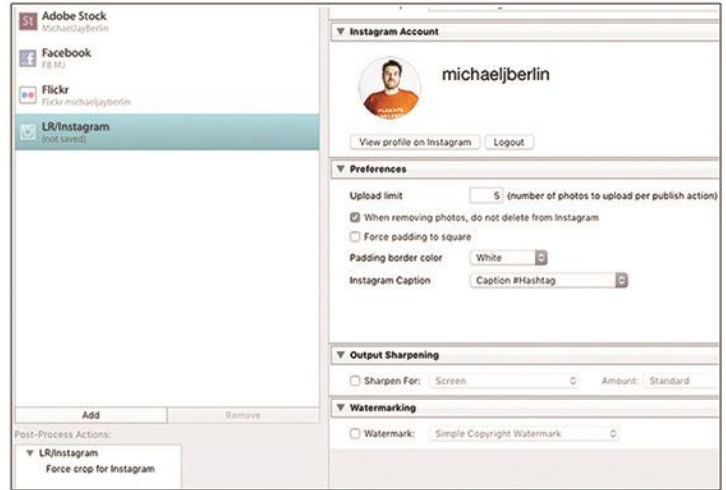 St
Adobe Stock
MichaelJayBerlin
Facebook
FB MJ
Flickr
Flickr michaeljayberlin
LR/Instagram
(not saved)
Add
Remove
Post-Process Actions:
▼ LR/Instagram
Force crop for Instagram
▼ Instagram Account
michaeljberlin
View profile on Instagram
Logout
▼ Preferences
Upload limit 5 (number of photos to upload per publish action)
When removing photos, do not delete from Instagram
Force padding to square
Padding border color White
Instagram Caption Caption #Hashtag
▼ Output Sharpening
Sharpen For: Screen Amount: Standard
▼ Watermarking
Watermark: Simple Copyright Watermark